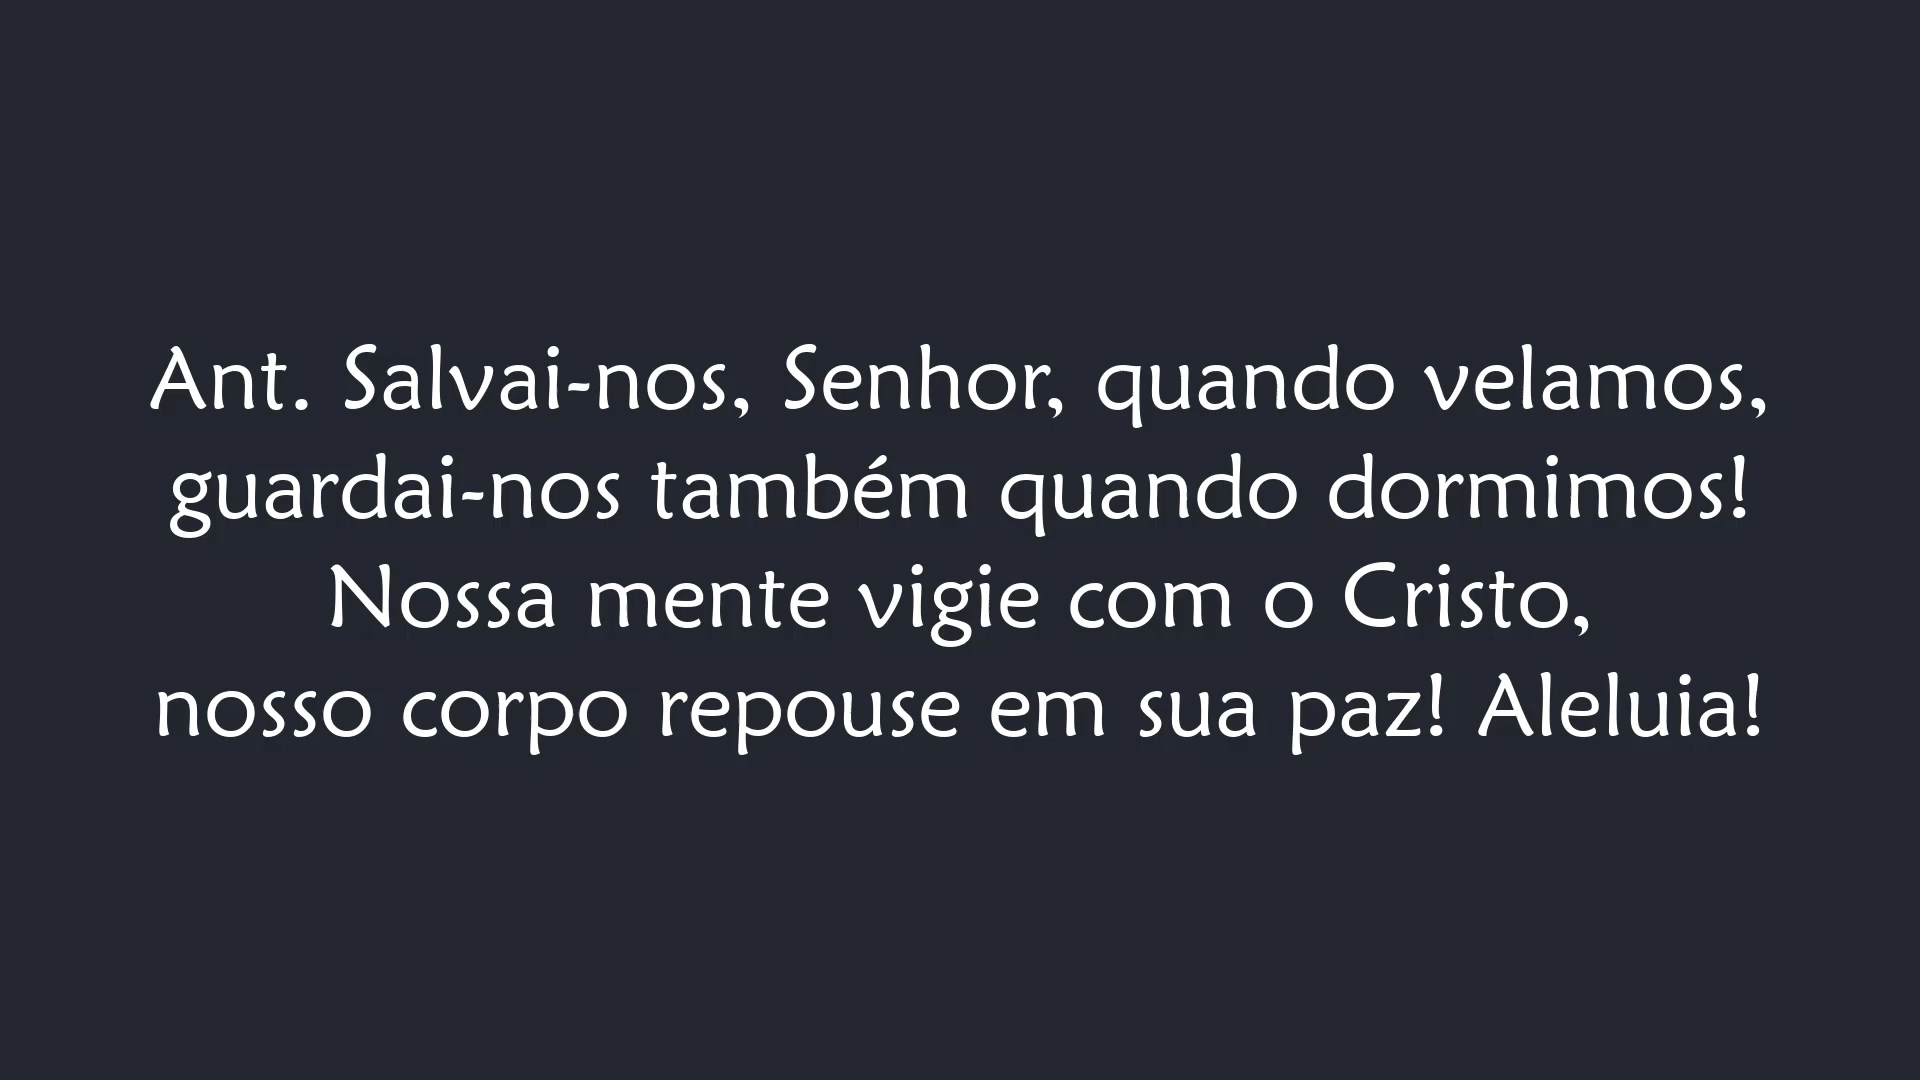 Ant. Salvai-nos, Senhor, quando velamos,
guardai-nos também quando dormimos!
Nossa mente vigie com o Cristo,
nosso corpo repouse em sua paz! Aleluia!